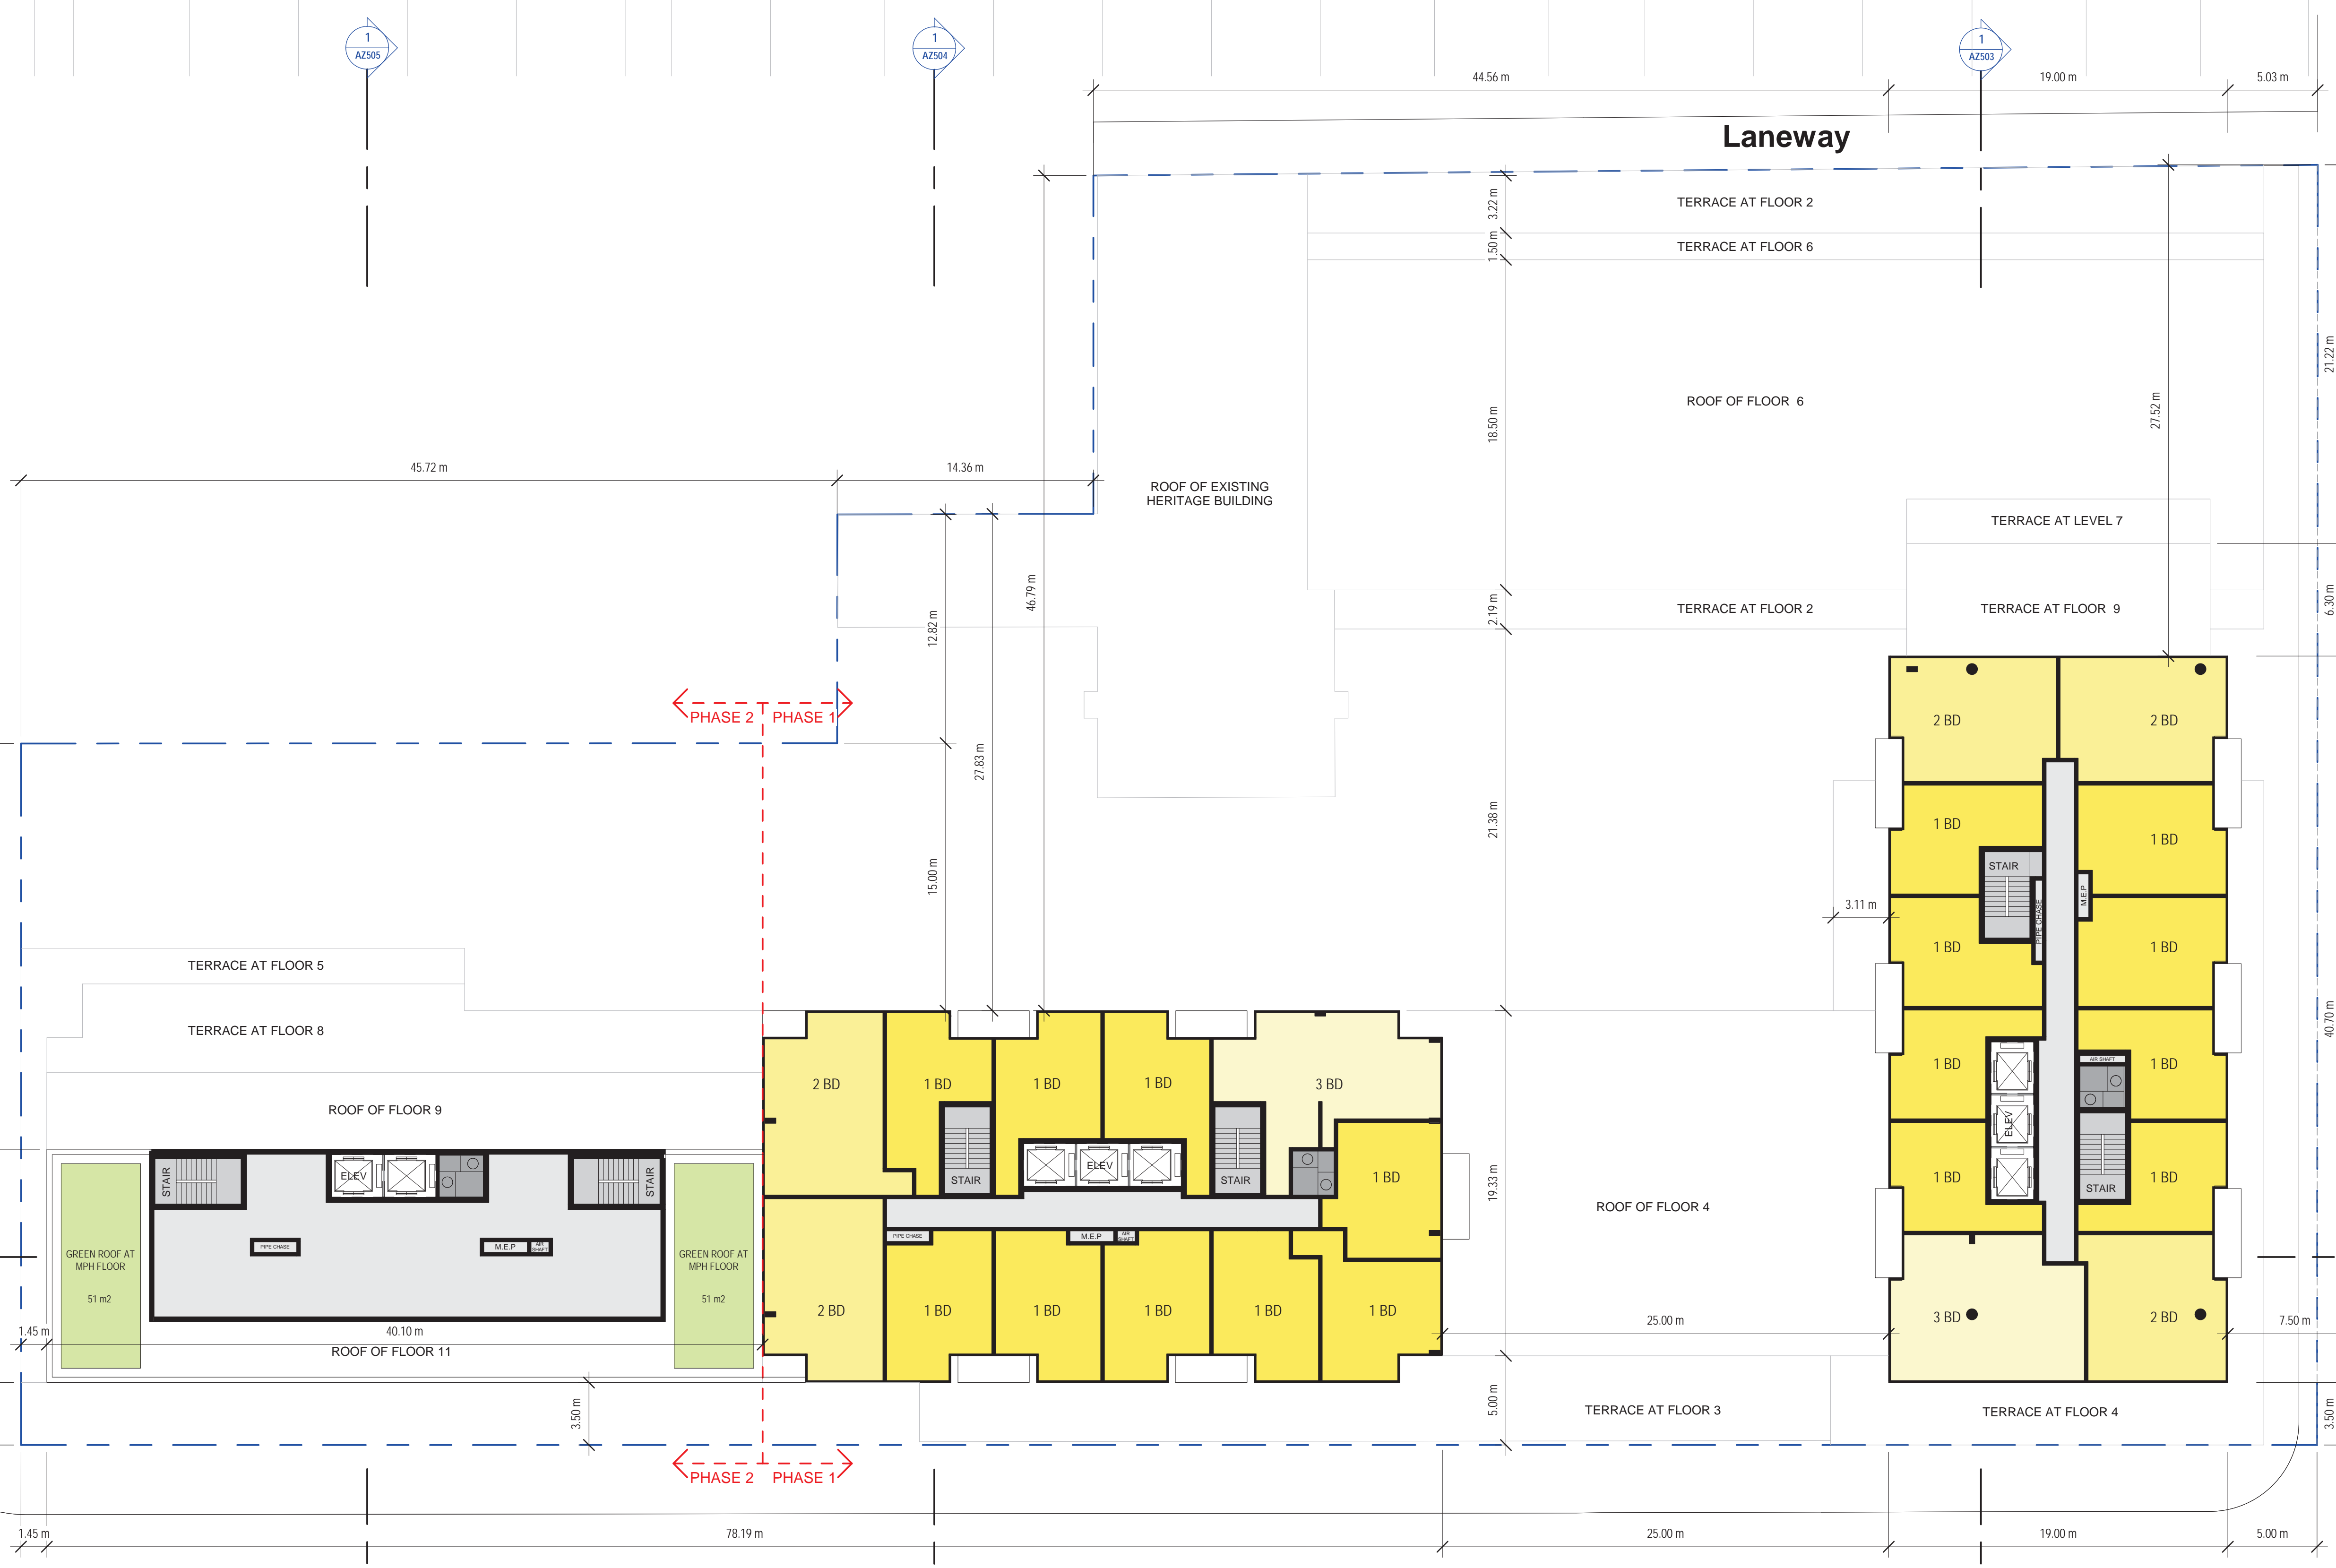 1
AZ505
1
AZ504
1
AZ503
44.56 m
19.00 m
5.03 m
Laneway
3.22 m
TERRACE AT FLOOR 2
1.50 m
TERRACE AT FLOOR 6
21.22 m
ROOF OF FLOOR 6
27.52 m
18.50 m
45.72 m
14.36 m
ROOF OF EXISTING
HERITAGE BUILDING
TERRACE AT LEVEL 7
46.79 m
12.82 m
2.19 m
TERRACE AT FLOOR 2
TERRACE AT FLOOR 9
6.30 m
PHASE 2
PHASE 1
27.83 m
2 BD
2 BD
21.38 m
1 BD
1 BD
15.00 m
STAIR
M.E.P
3.11 m
PIPE CHASE
1 BD
1 BD
TERRACE AT FLOOR 5
TERRACE AT FLOOR 8
40.70 m
2 BD
1 BD
1 BD
1 BD
3 BD
1 BD
AIR SHAFT
1 BD
ROOF OF FLOOR 9
ELEV
STAIR
ELEV
STAIR
STAIR
ELEV
STAIR
1 BD
19.33 m
1 BD
1 BD
STAIR
ROOF OF FLOOR 4
PIPE CHASE
M.E.P
AIR
SHAFT
PIPE CHASE
M.E.P
AIR
SHAFT
GREEN ROOF AT
MPH FLOOR
51 m2
GREEN ROOF AT
MPH FLOOR
51 m2
2 BD
1 BD
1 BD
1 BD
1 BD
1 BD
3 BD
2 BD
1.45 m
40.10 m
25.00 m
7.50 m
ROOF OF FLOOR 11
3.50 m
5.00 m
TERRACE AT FLOOR 3
TERRACE AT FLOOR 4
3.50 m
PHASE 2
PHASE 1
1.45 m
78.19 m
25.00 m
19.00 m
5.00 m